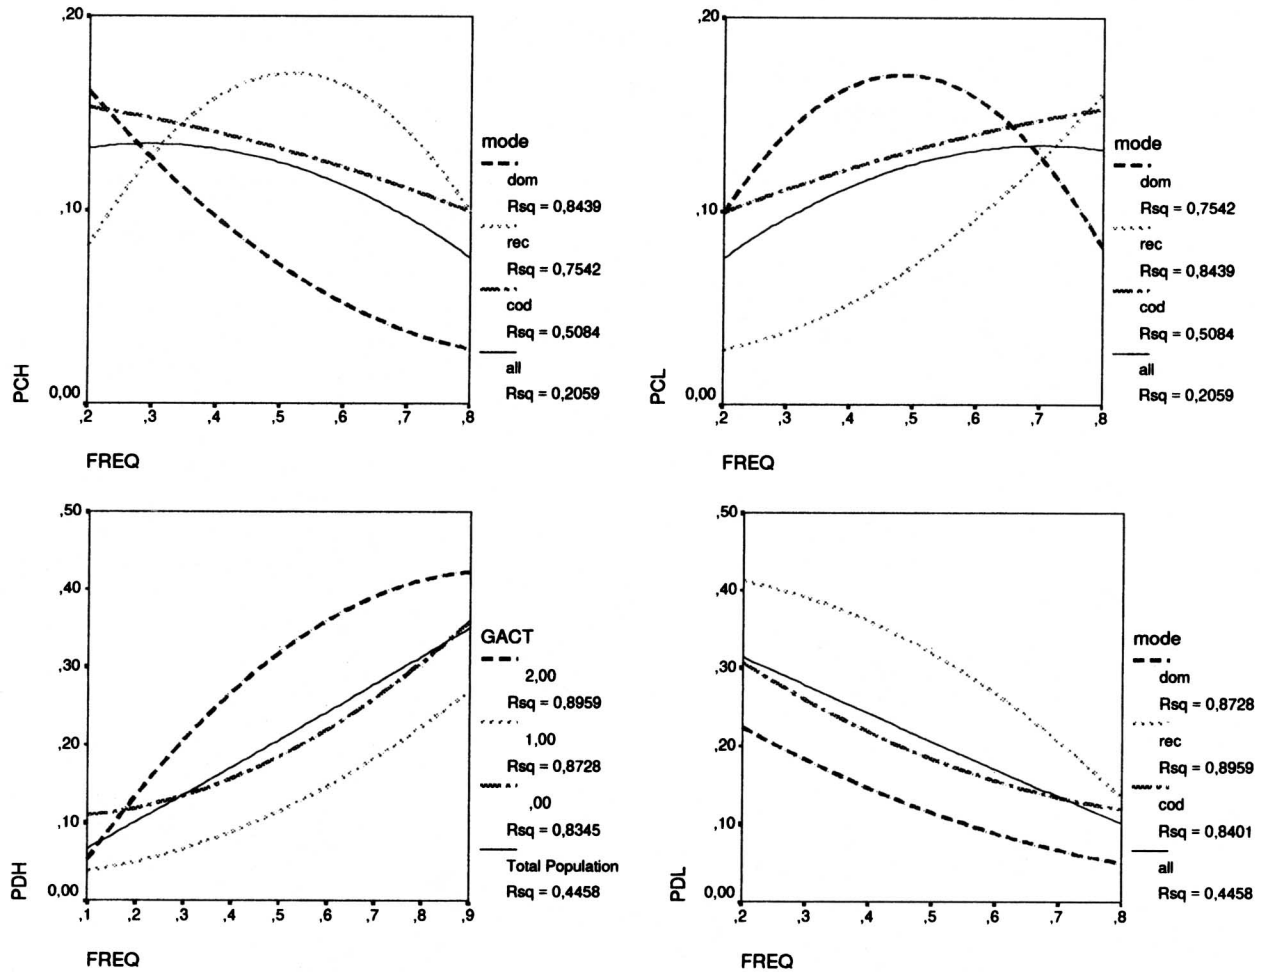 ,20
,10
0,00
PCH
,2 ,3 ,4 ,5 ,6 ,7 ,8
FREQ
mode
dom
Rsq = 0,8439
rec
Rsq = 0,7542
cod
Rsq = 0,5084
all
Rsq = 0,2059
,20
,10
0,00
PCL
,2 ,3 ,4 ,5 ,6 ,7 ,8
FREQ
mode
dom
Rsq = 0,7542
rec
Rsq = 0,8439
cod
Rsq = 0,5084
all
Rsq = 0,2059
,50
,40
,30
,20
,10
0,00
PDH
,1 ,2 ,3 ,4 ,5 ,6 ,7 ,8 ,9
FREQ
GACT
2,00
Rsq = 0,8959
1,00
Rsq = 0,8728
,00
Rsq = 0,8345
Total Population
Rsq = 0,4458
,50
,40
,30
,20
,10
0,00
PDL
,2 ,3 ,4 ,5 ,6 ,7 ,8
FREQ
mode
dom
Rsq = 0,8728
rec
Rsq = 0,8959
cod
Rsq = 0,8401
all
Rsq = 0,4458